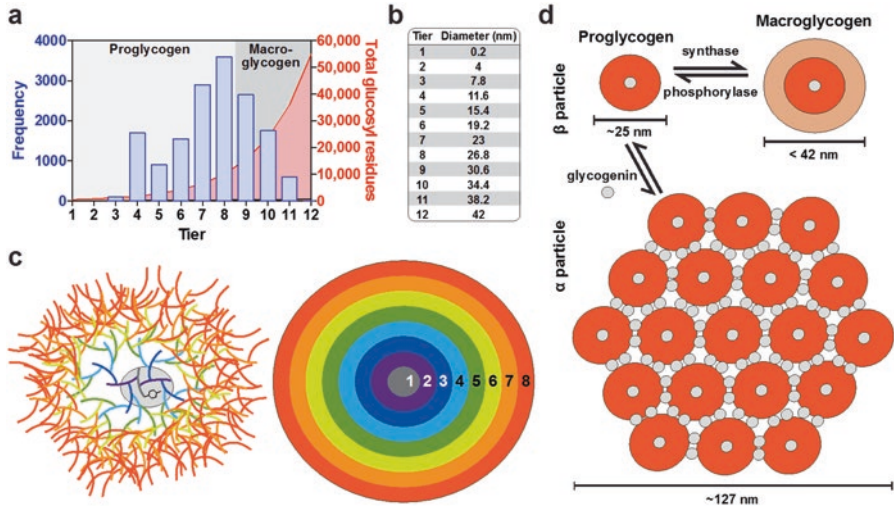 a
Frequency
4000
3000
2000
1000
0
Proglycogen
Macro-
glycogen
60,000
50,000
40,000
30,000
20,000
10,000
0
Total glucosyl residues
1 2 3 4 5 6 7 8 9 10 11 12
Tier
b
Tier Diameter (nm)
1 0.2
2 4
3 7.8
4 11.6
5 15.4
6 19.2
7 23
8 26.8
9 30.6
10 34.4
11 38.2
12 42
c
1 2 3 4 5 6 7 8
d
Proglycogen
Macroglycogen
synthase
phosphorylase
β particle
~25 nm
< 42 nm
glycogenin
α particle
~127 nm